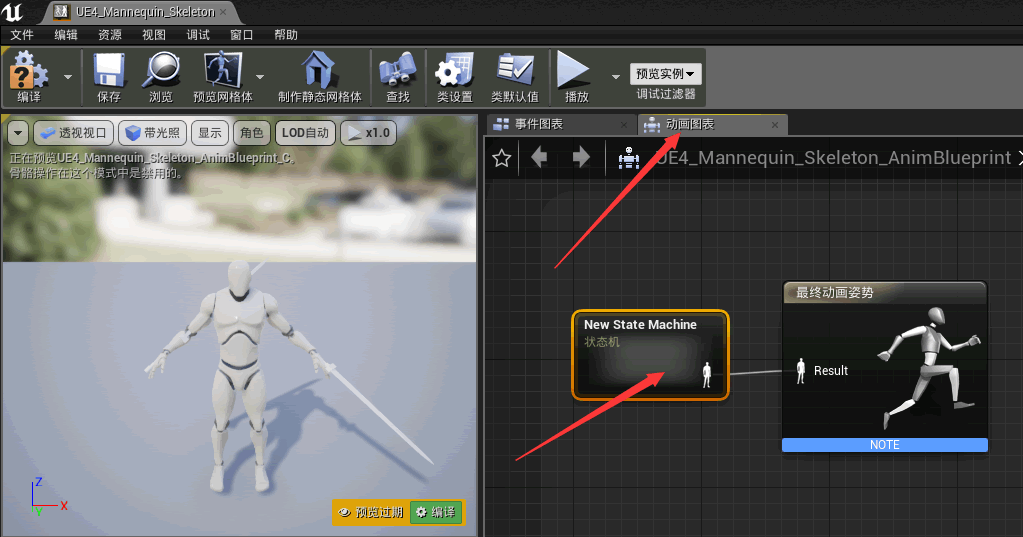 UE4_Mannequin_Skeleton
文件 编辑 资源 视图 调试 窗口 帮助
编译 保存 浏览 预览网格体 制作静态网格体 查找 类设置 类默认值 播放 预览实例 调试过滤器
透视视口 带光照 显示 角色 LOD自动 x1.0
正在预览UE4_Mannequin_Skeleton_AnimBlueprint_C。
骨骼操作在这个模式中是禁用的。
Z
X
Y
预览过期 编译
事件图表 动画图表
UE4_Mannequin_Skeleton_AnimBlueprint
New State Machine
状态机
最终动画姿势
Result
NOTE